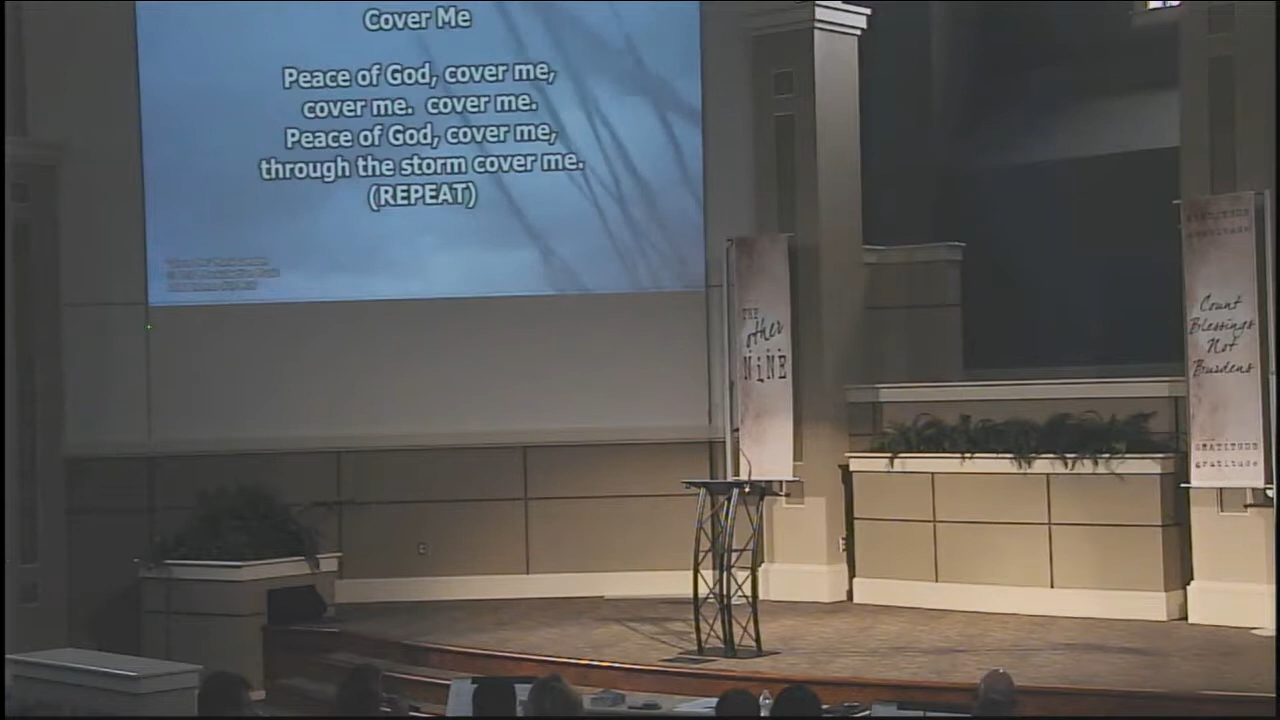 Cover Me
Peace of God, cover me,
cover me.  cover me.
Peace of God, cover me,
through the storm cover me.
(REPEAT)
THE
other
NiNE
gratitude
Count
Blessings
Not
Burdens
GRATITUDE
gratitude